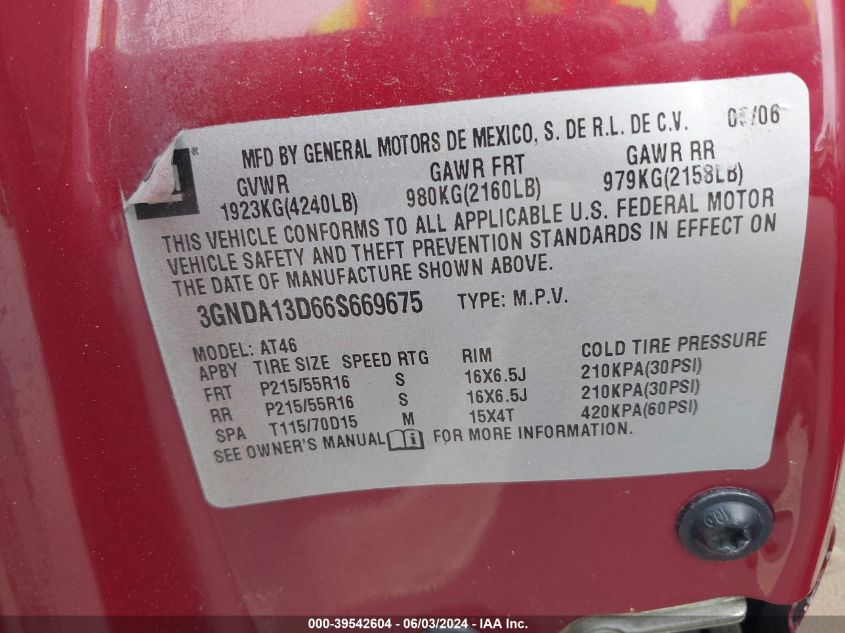 MFD BY GENERAL MOTORS DE MEXICO, S. DE R.L. DE C.V. /06
GVWR GAWR FRT GAWR RR
1923KG(4240LB) 980KG(2160LB) 979KG(2158LB)
THIS VEHICLE CONFORMS TO ALL APPLICABLE U.S. FEDERAL MOTOR
VEHICLE SAFETY AND THEFT PREVENTION STANDARDS IN EFFECT ON
THE DATE OF MANUFACTURE SHOWN ABOVE.
3GNDA13D66S669675 TYPE: M.P.V.
MODEL: AT46
APBY TIRE SIZE SPEED RTG RIM COLD TIRE PRESSURE
FRT P215/55R16 S 16X6.5J 210KPA(30PSI)
RR P215/55R16 S 16X6.5J 210KPA(30PSI)
SPA T115/70D15 M 15X4T 420KPA(60PSI)
SEE OWNER'S MANUAL FOR MORE INFORMATION.
000-39542604 - 06/03/2024 - IAA Inc.